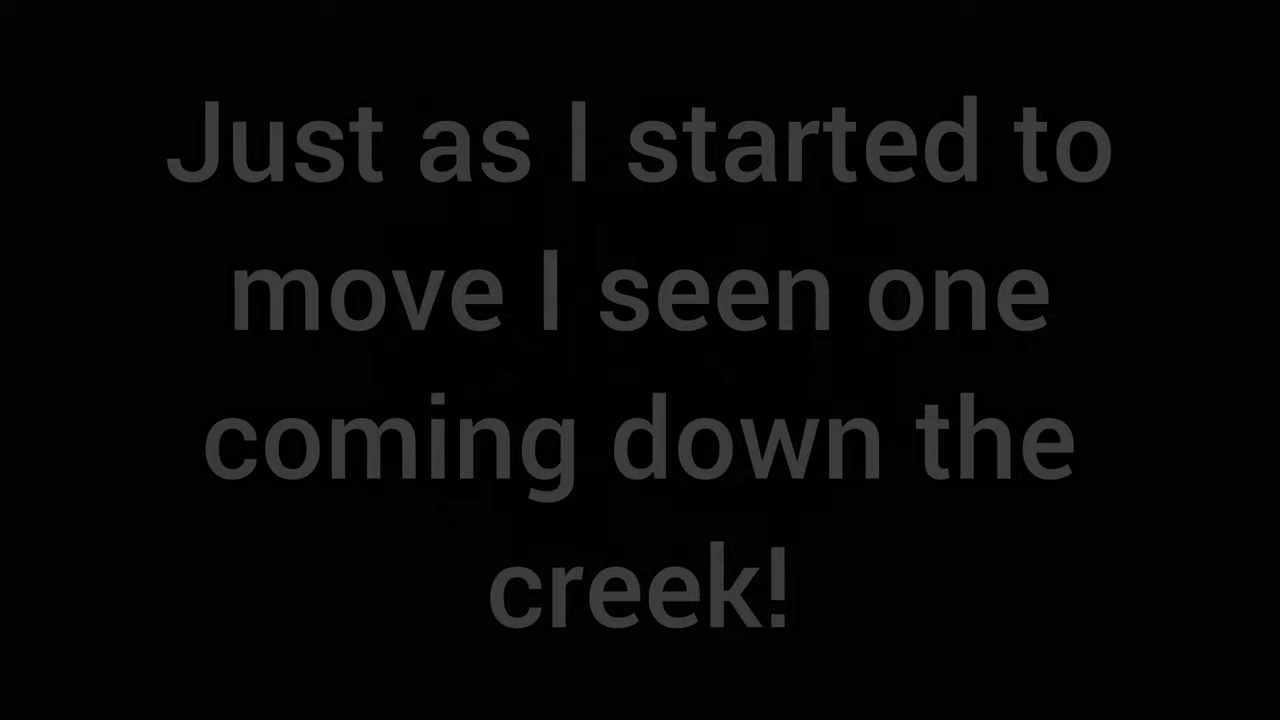 Just as I started to
move I seen one
coming down the
creek!